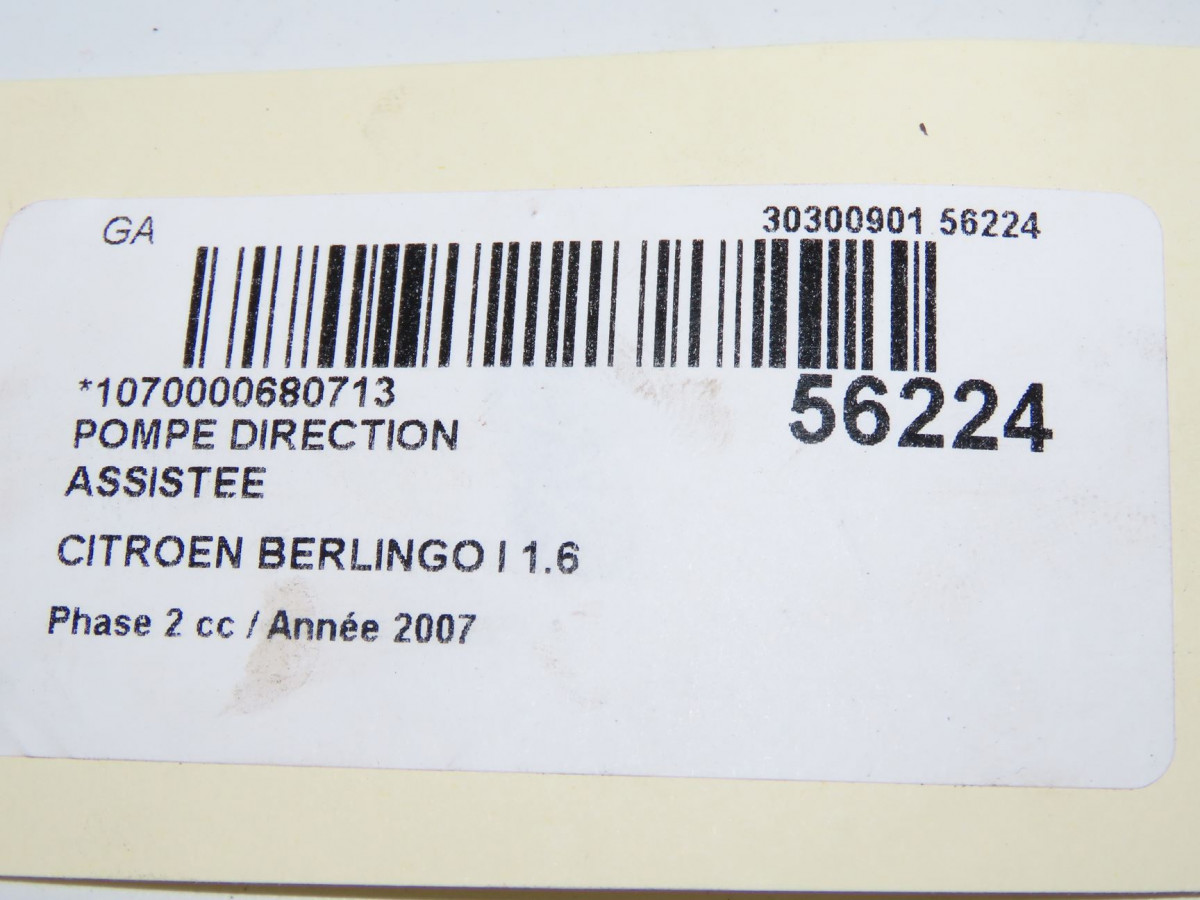 GA
30300901 56224
*1070000680713
56224
POMPE DIRECTION
ASSISTEE
CITROEN BERLINGO I 1.6
Phase 2 cc / Année 2007